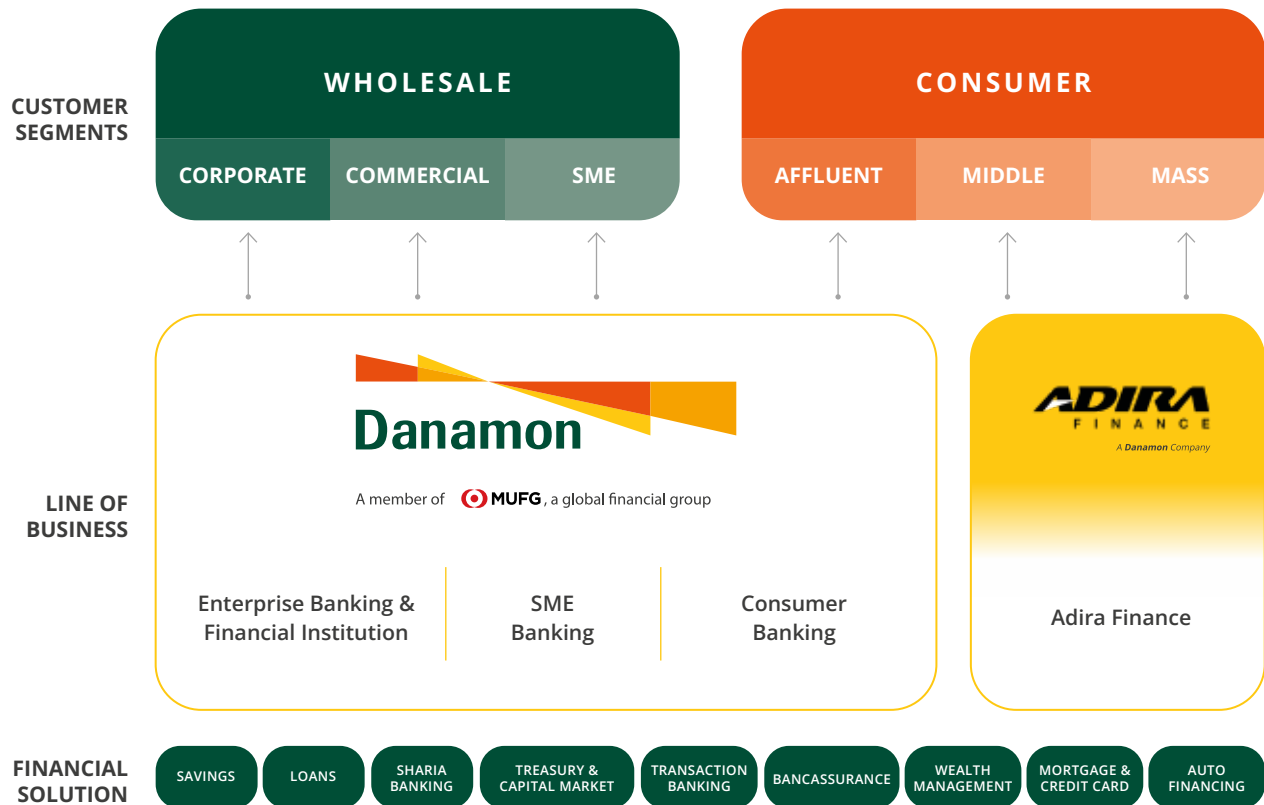 CUSTOMER
SEGMENTS
WHOLESALE
CORPORATE
COMMERCIAL
SME
CONSUMER
AFFLUENT
MIDDLE
MASS
LINE OF
BUSINESS
Danamon
A member of MUFG, a global financial group
Enterprise Banking &
Financial Institution
SME
Banking
Consumer
Banking
ADIRA
FINANCE
A Danamon Company
Adira Finance
FINANCIAL
SOLUTION
SAVINGS
LOANS
SHARIA
BANKING
TREASURY &
CAPITAL MARKET
TRANSACTION
BANKING
BANCASSURANCE
WEALTH
MANAGEMENT
MORTGAGE &
CREDIT CARD
AUTO
FINANCING